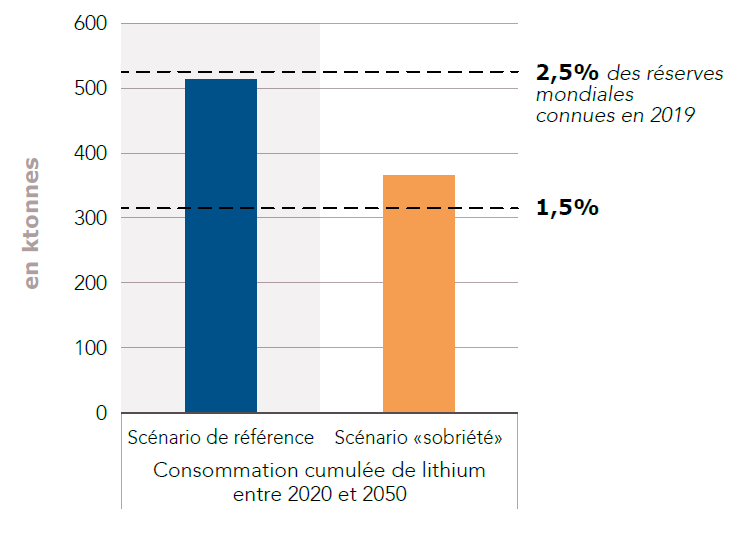 600
500
400
300
200
100
0
en ktonnes
2,5% des réserves
mondiales
connues en 2019
1,5%
Scénario de référence
Scénario «sobriété»
Consommation cumulée de lithium
entre 2020 et 2050